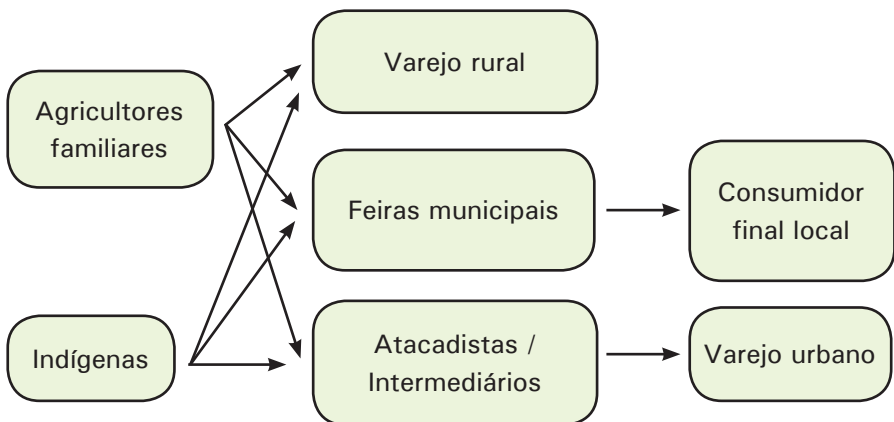 Agricultores
familiares
Indígenas
Varejo rural
Feiras municipais
Atacadistas /
Intermediários
Consumidor
final local
Varejo urbano